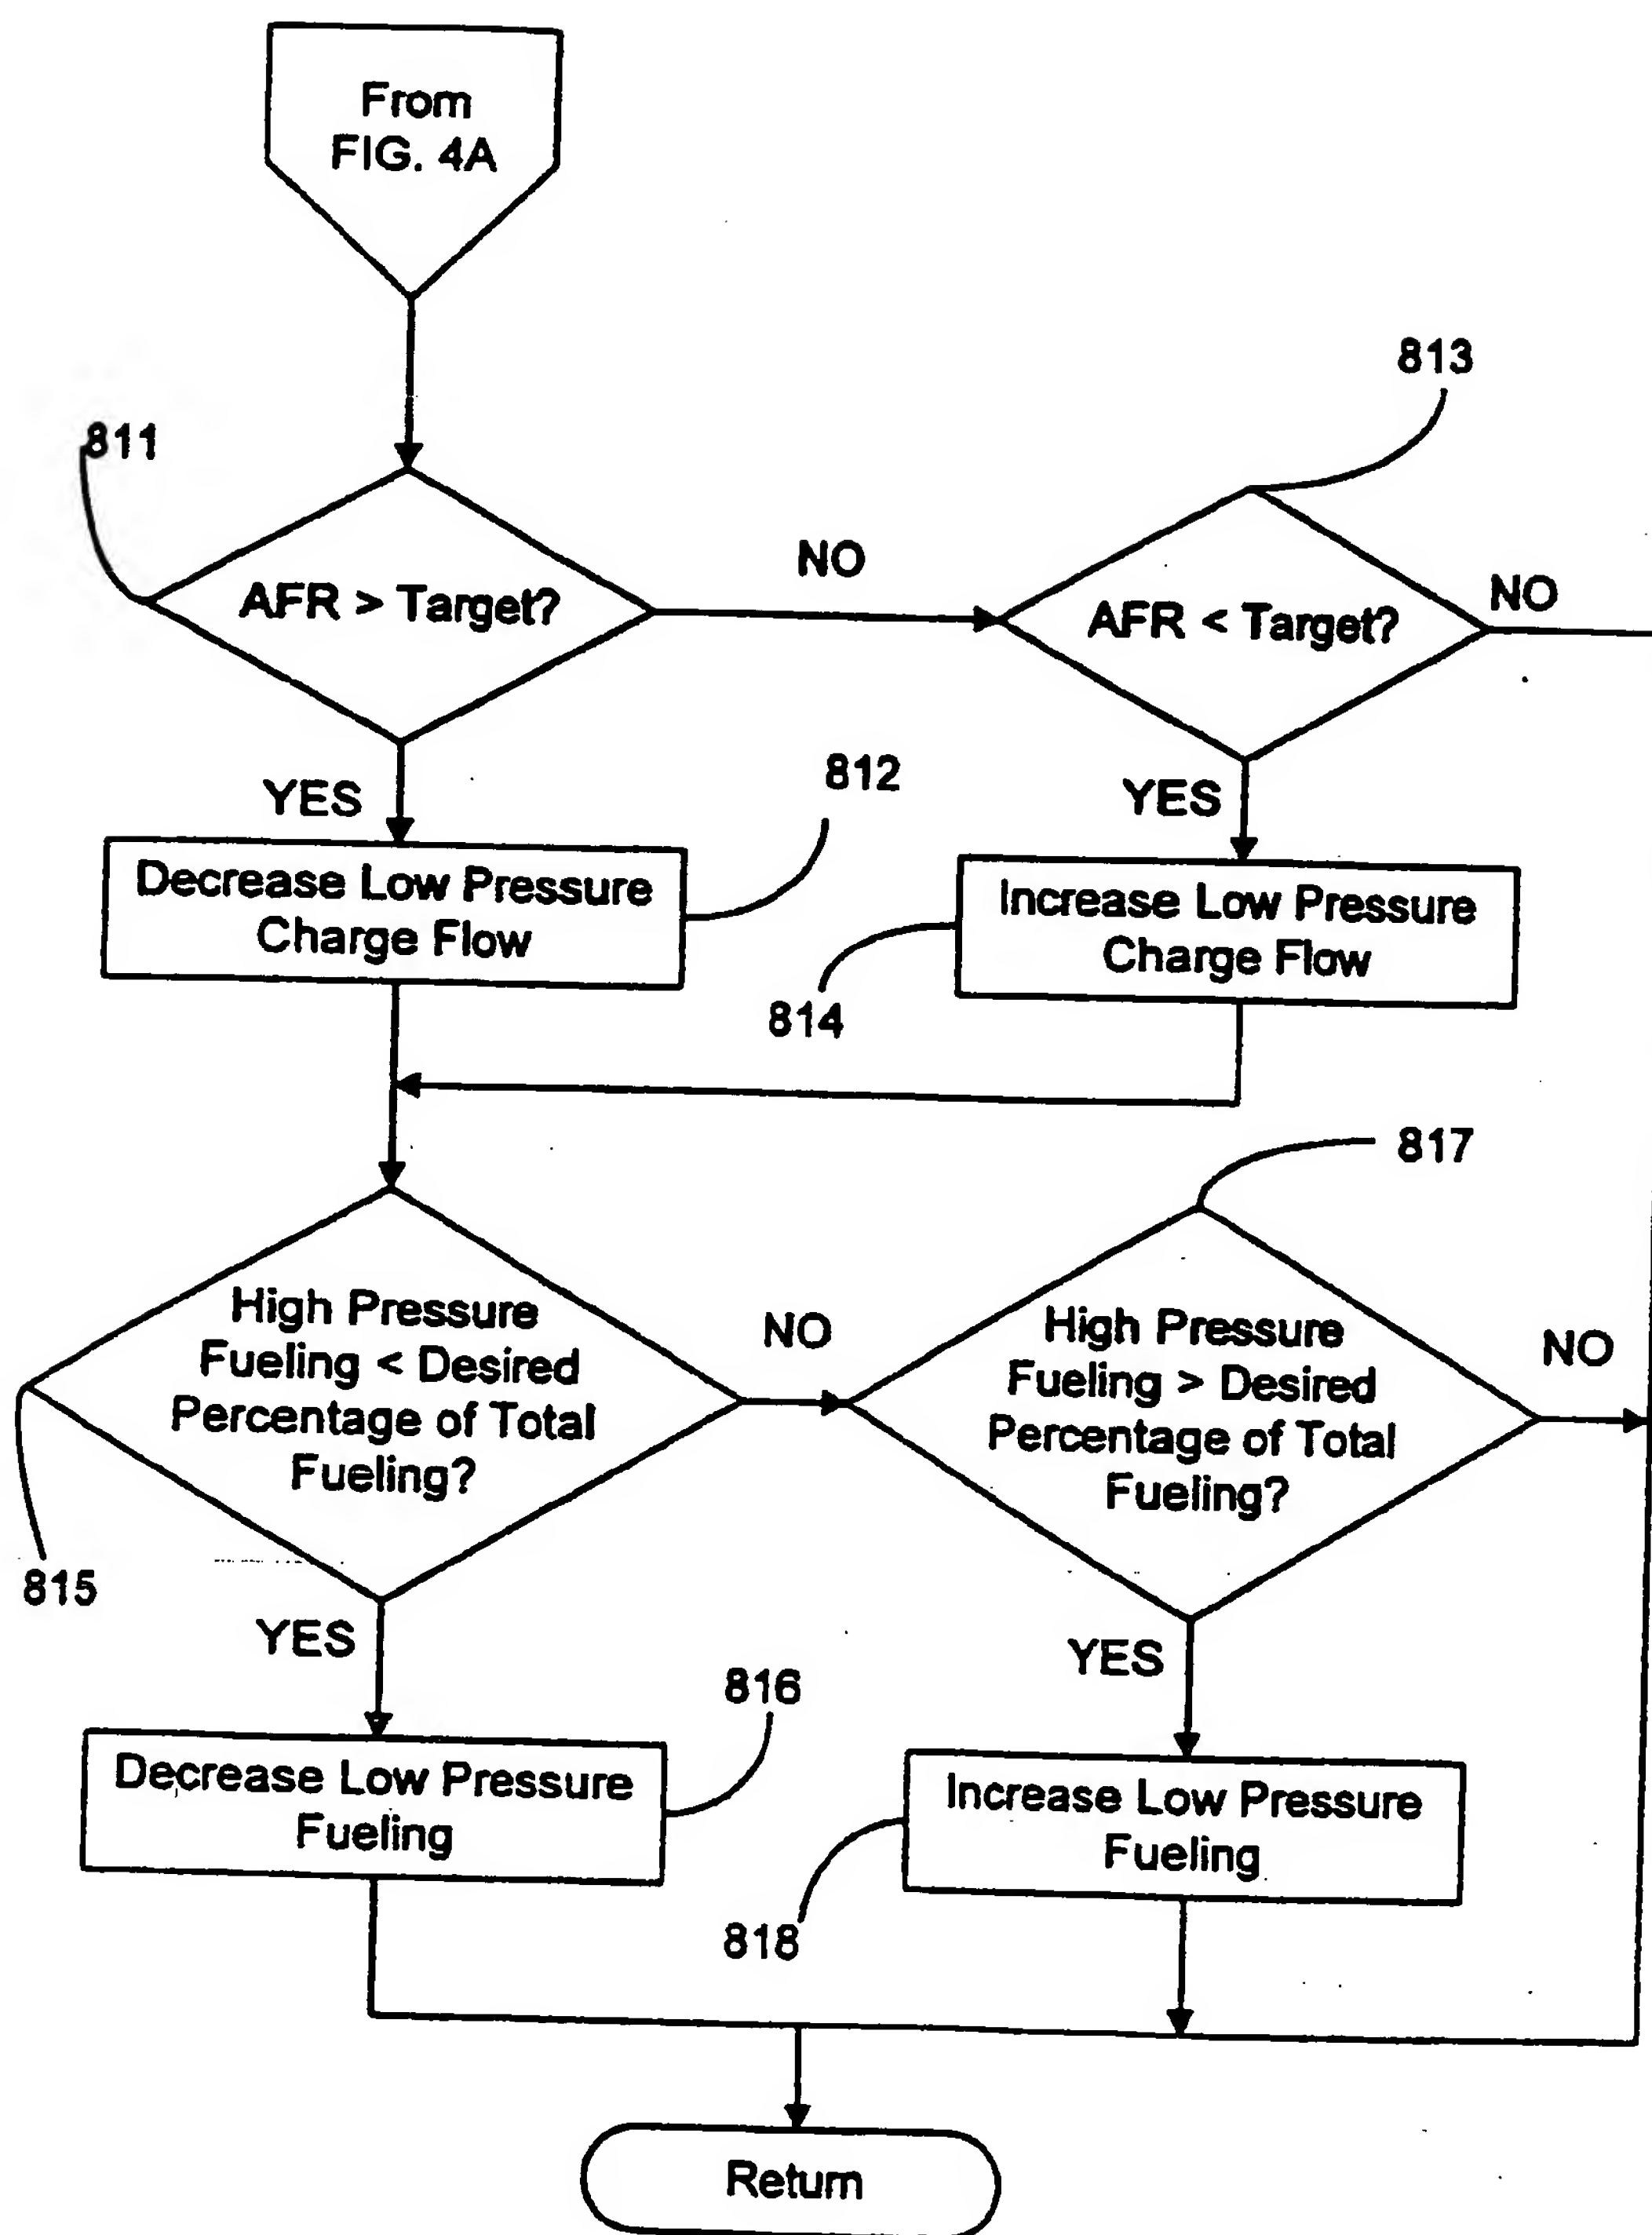 From
FIG. 4A
813
811
NO
AFR > Target?
AFR < Target?
NO
YES
812
YES
Decrease Low Pressure
Charge Flow
Increase Low Pressure
Charge Flow
814
817
High Pressure
Fueling < Desired
Percentage of Total
Fueling?
NO
High Pressure
Fueling > Desired
Percentage of Total
Fueling?
NO
815
YES
816
YES
Decrease Low Pressure
Fueling
Increase Low Pressure
Fueling
818
Return